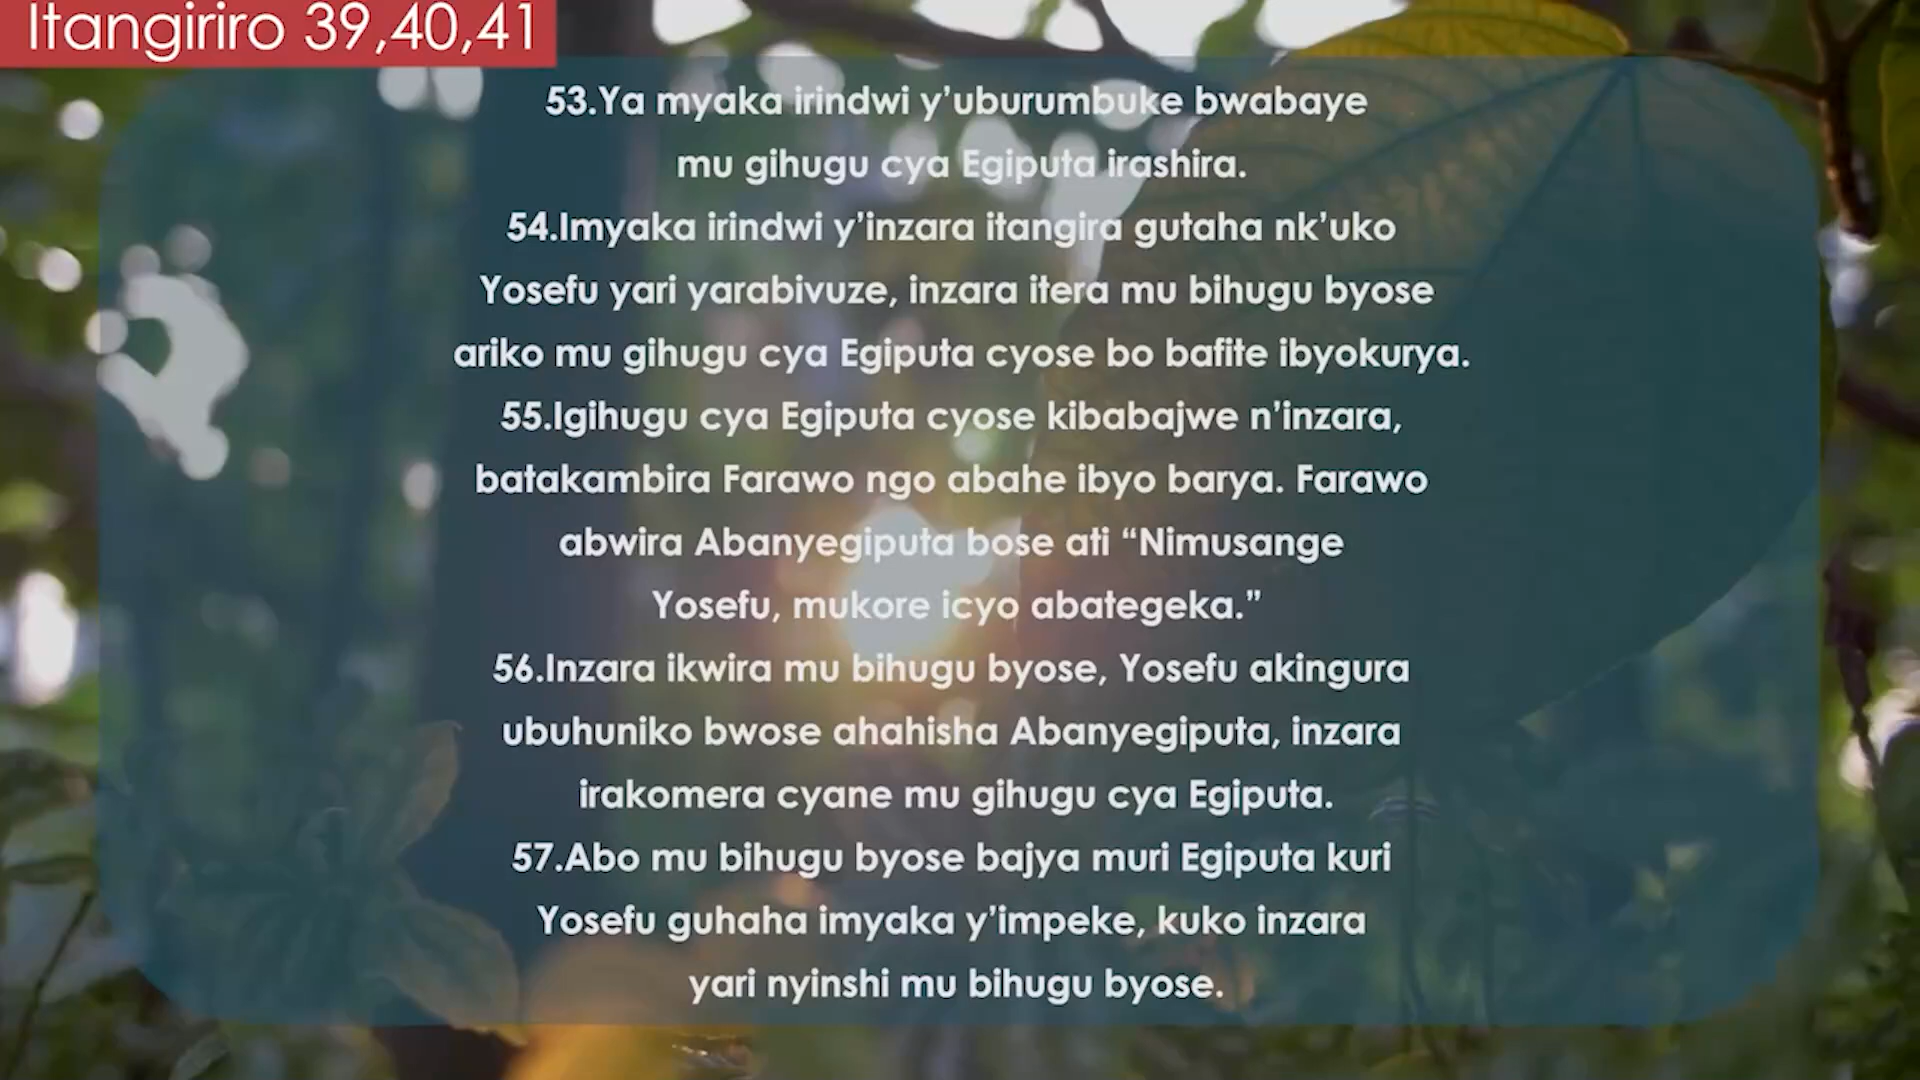 Itangiriro 39,40,41
53.Ya myaka irindwi y’uburumbuke bwabaye
mu gihugu cya Egiputa irashira.
54.Imyaka irindwi y’inzara itangira gutaha nk’uko
Yosefu yari yarabivuze, inzara itera mu bihugu byose
ariko mu gihugu cya Egiputa cyose bo bafite ibyokurya.
55.Igihugu cya Egiputa cyose kibabajwe n’inzara,
batakambira Farawo ngo abahe ibyo barya. Farawo
abwira Abanyegiputa bose ati “Nimusange
Yosefu, mukore icyo abategeka.”
56.Inzara ikwira mu bihugu byose, Yosefu akingura
ububuniko bwose ahahisha Abanyegiputa, inzara
irakomera cyane mu gihugu cya Egiputa.
57.Abo mu bihugu byose bajya muri Egiputa kuri
Yosefu guhaha imyaka y’impeke, kuko inzara
yari nyinshi mu bihugu byose.